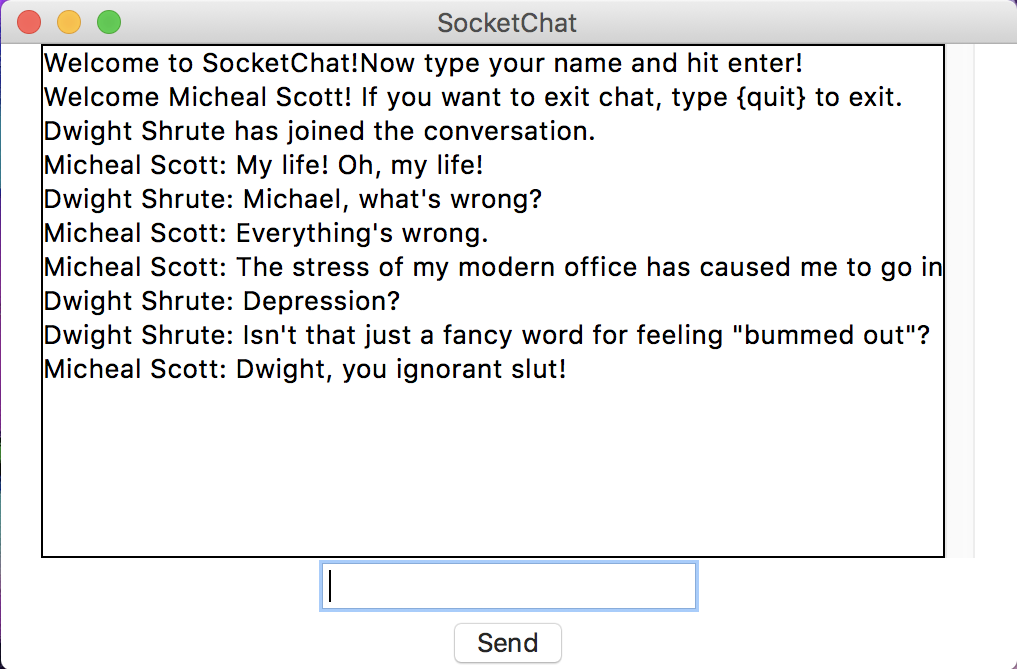 SocketChat
Welcome to SocketChat!Now type your name and hit enter!
Welcome Micheal Scott! If you want to exit chat, type {quit} to exit.
Dwight Shrute has joined the conversation.
Micheal Scott: My life! Oh, my life!
Dwight Shrute: Michael, what's wrong?
Micheal Scott: Everything's wrong.
Micheal Scott: The stress of my modern office has caused me to go in
Dwight Shrute: Depression?
Dwight Shrute: Isn't that just a fancy word for feeling "bummed out"?
Micheal Scott: Dwight, you ignorant slut!
Send